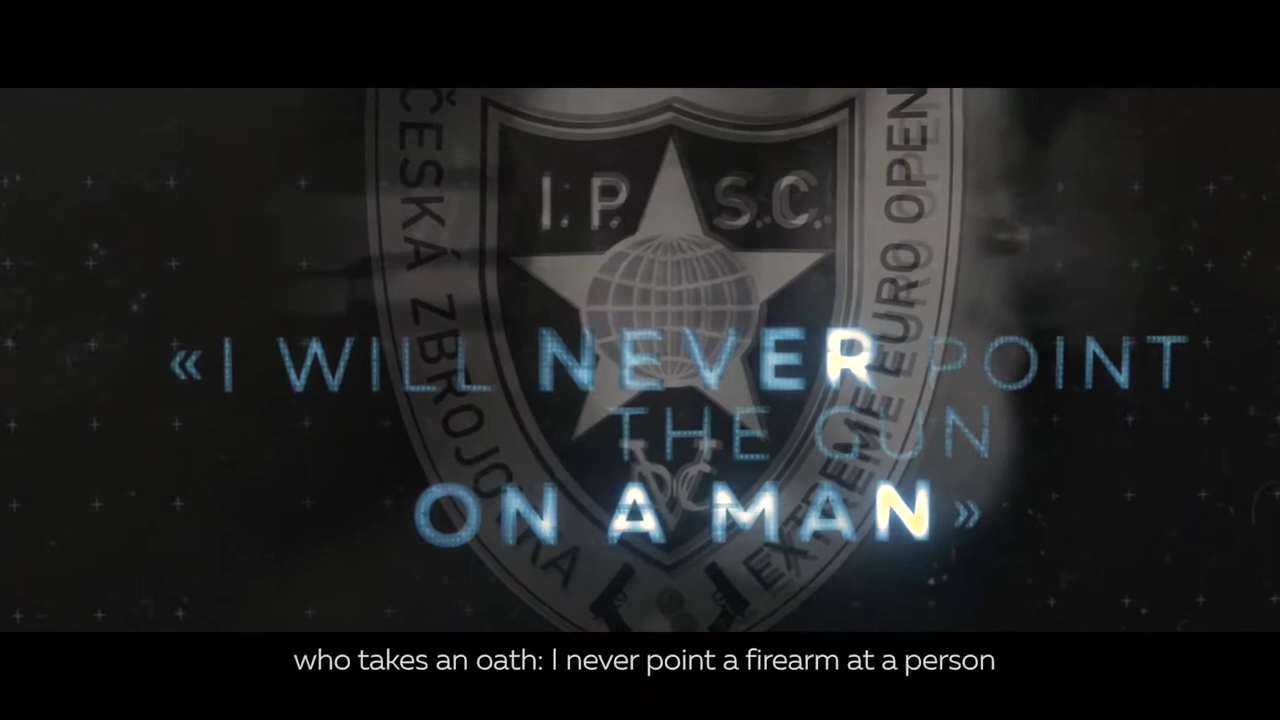 ČESKÁ ZBROJOVKA
EXTREME EURO OPEN
I.P.S.C.
DVC
«I WILL NEVER POINT
THE GUN
ON A MAN»
who takes an oath: I never point a firearm at a person